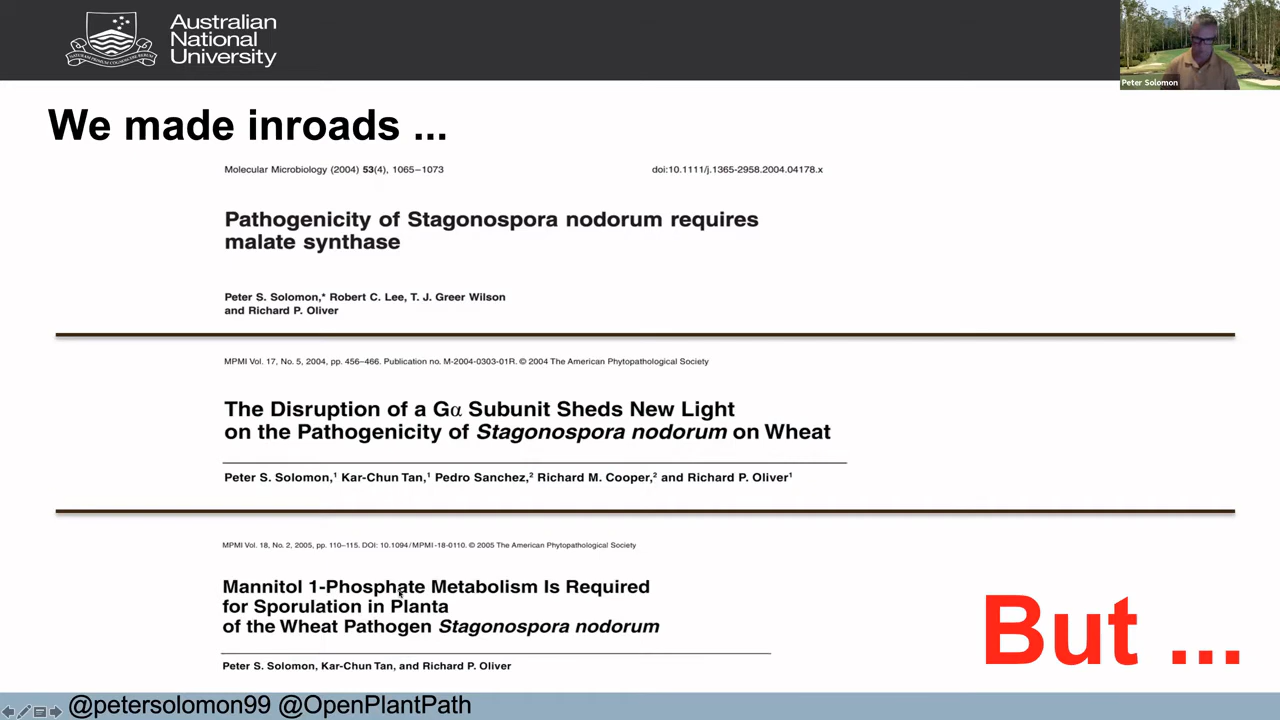 Australian
National
University
Peter Solomon
We made inroads ...
Molecular Microbiology (2004) 53(4), 1065–1073
doi:10.1111/j.1365-2958.2004.04178.x
Pathogenicity of Stagonospora nodorum requires
malate synthase
Peter S. Solomon,* Robert C. Lee, T. J. Greer Wilson
and Richard P. Oliver
MPMI Vol. 17, No. 5, 2004, pp. 456–466. Publication no. M-2004-0303-01R. © 2004 The American Phytopathological Society
The Disruption of a Gα Subunit Sheds New Light
on the Pathogenicity of Stagonospora nodorum on Wheat
Peter S. Solomon,¹ Kar-Chun Tan,¹ Pedro Sanchez,² Richard M. Cooper,² and Richard P. Oliver¹
MPMI Vol. 18, No. 2, 2005, pp. 110–115. DOI: 10.1094/MPMI-18-0110. © 2005 The American Phytopathological Society
Mannitol 1-Phosphate Metabolism Is Required
for Sporulation in Planta
of the Wheat Pathogen Stagonospora nodorum
Peter S. Solomon, Kar-Chun Tan, and Richard P. Oliver
But ...
@petersolomon99 @OpenPlantPath